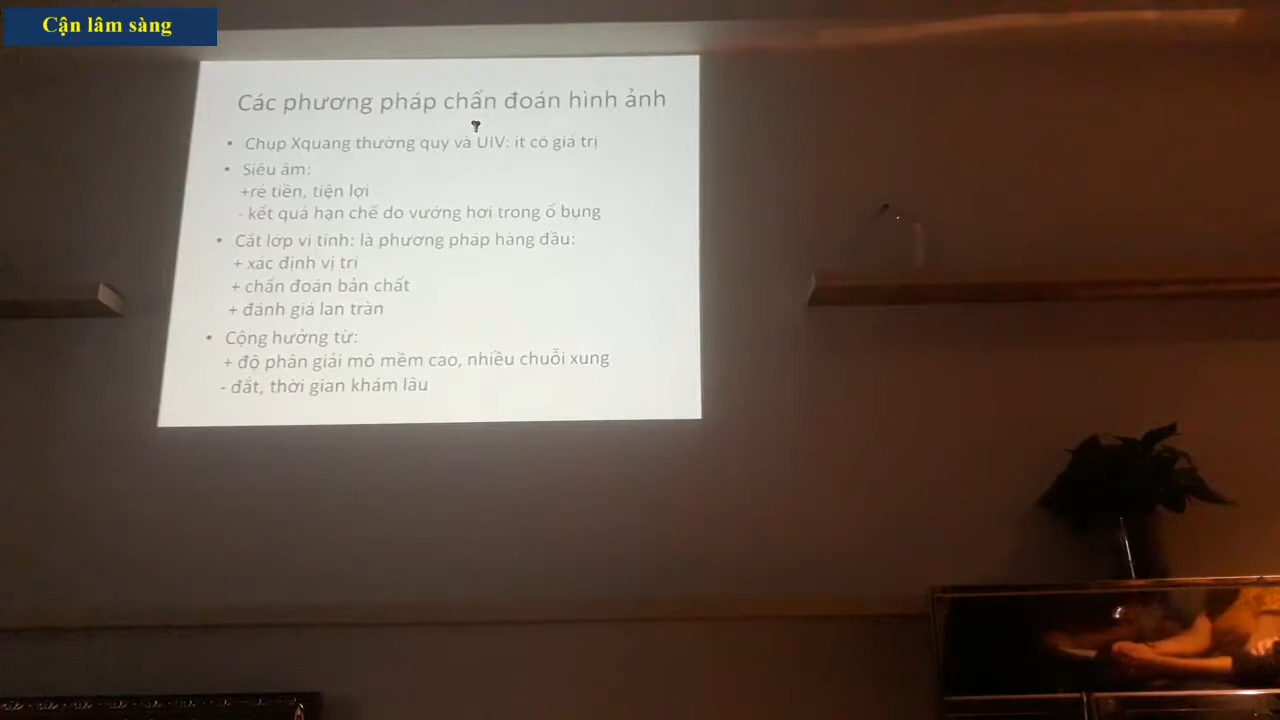 Cận lâm sàng
Các phương pháp chẩn đoán hình ảnh
• Chụp Xquang thường quy và UIV: ít có giá trị
• Siêu âm:
+rẻ tiền, tiện lợi
- kết quả hạn chế do vướng hơi trong ổ bụng
• Cắt lớp vi tính: là phương pháp hàng đầu:
+ xác định vị trí
+ chẩn đoán bản chất
+ đánh giá lan tràn
• Cộng hưởng từ:
+ độ phân giải mô mềm cao, nhiều chuỗi xung
- đắt, thời gian khám lâu